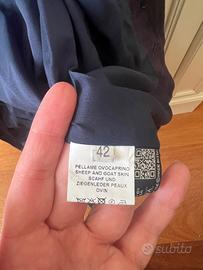 42
PELLAME OVOCAPRINO
SHEEP AND GOAT SKIN
SCHAF UND
ZIEGENLEDER PEAUX
OVIN
subito